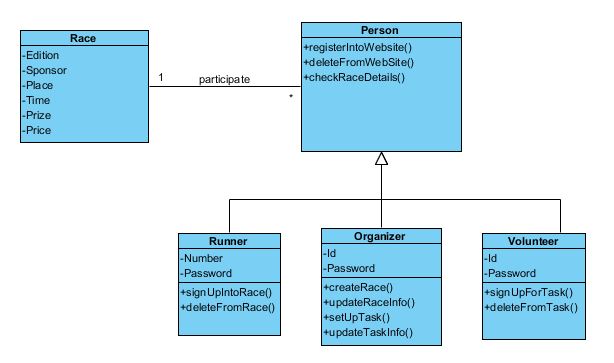 Race
-Edition
-Sponsor
-Place
-Time
-Prize
-Price
1
participate
*
Person
+registerIntoWebsite()
+deleteFromWebSite()
+checkRaceDetails()
Runner
-Number
-Password
+signUpIntoRace()
+deleteFromRace()
Organizer
-Id
-Password
+createRace()
+updateRaceInfo()
+setUpTask()
+updateTaskInfo()
Volunteer
-Id
-Password
+signUpForTask()
+deleteFromTask()